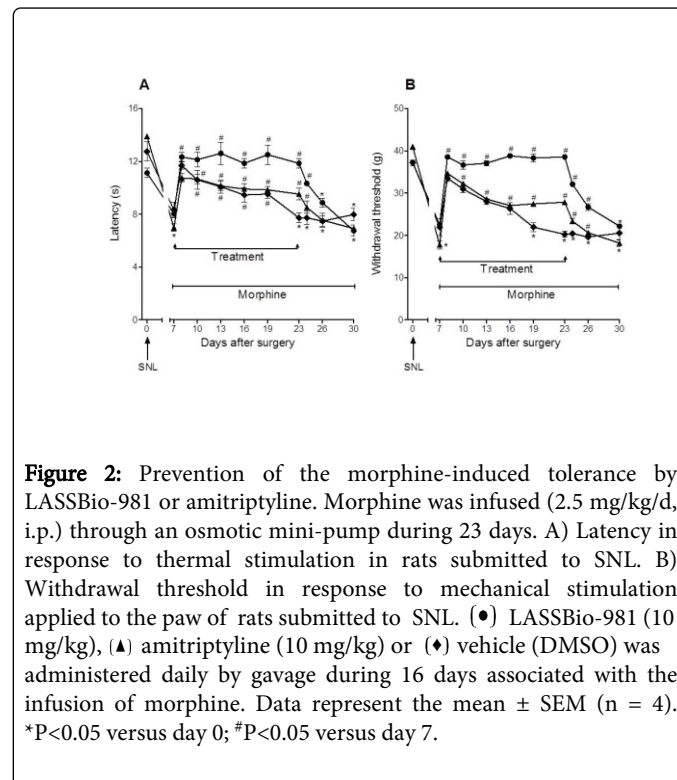 A
B
16
12
8
4
0
Latency (s)
# # # # # # # # # # # # # * * * * * *
Treatment
Morphine
0 7 10 13 16 19 23 26 30
Days after surgery
SNL
50
40
30
20
10
0
Withdrawal threshold (g)
# # # # # # # # # * * * * * *
Treatment
Morphine
0 7 10 13 16 19 23 26 30
Days after surgery
SNL
Figure 2: Prevention of the morphine-induced tolerance by
LASSBio-981 or amitriptyline. Morphine was infused (2.5 mg/kg/d,
i.p.) through an osmotic mini-pump during 23 days. A) Latency in
response to thermal stimulation in rats submitted to SNL. B)
Withdrawal threshold in response to mechanical stimulation
applied to the paw of rats submitted to SNL. (●) LASSBio-981 (10
mg/kg), (▲) amitriptyline (10 mg/kg) or (♦) vehicle (DMSO) was
administered daily by gavage during 16 days associated with the
infusion of morphine. Data represent the mean ± SEM (n = 4).
*P<0.05 versus day 0; #P<0.05 versus day 7.